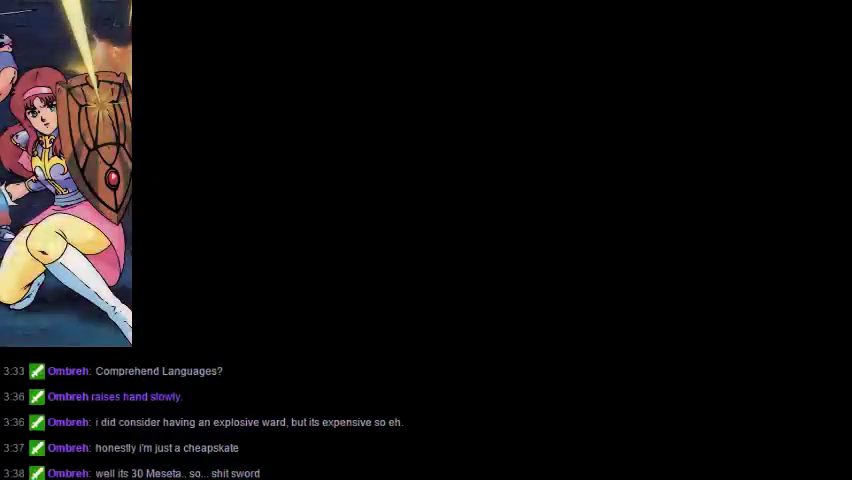 3:33 Ombreh: Comprehend Languages?
3:36 Ombreh raises hand slowly.
3:36 Ombreh: i did consider having an explosive ward, but its expensive so eh.
3:37 Ombreh: honestly i'm just a cheapskate
3:38 Ombreh: well its 30 Meseta.. so... shit sword